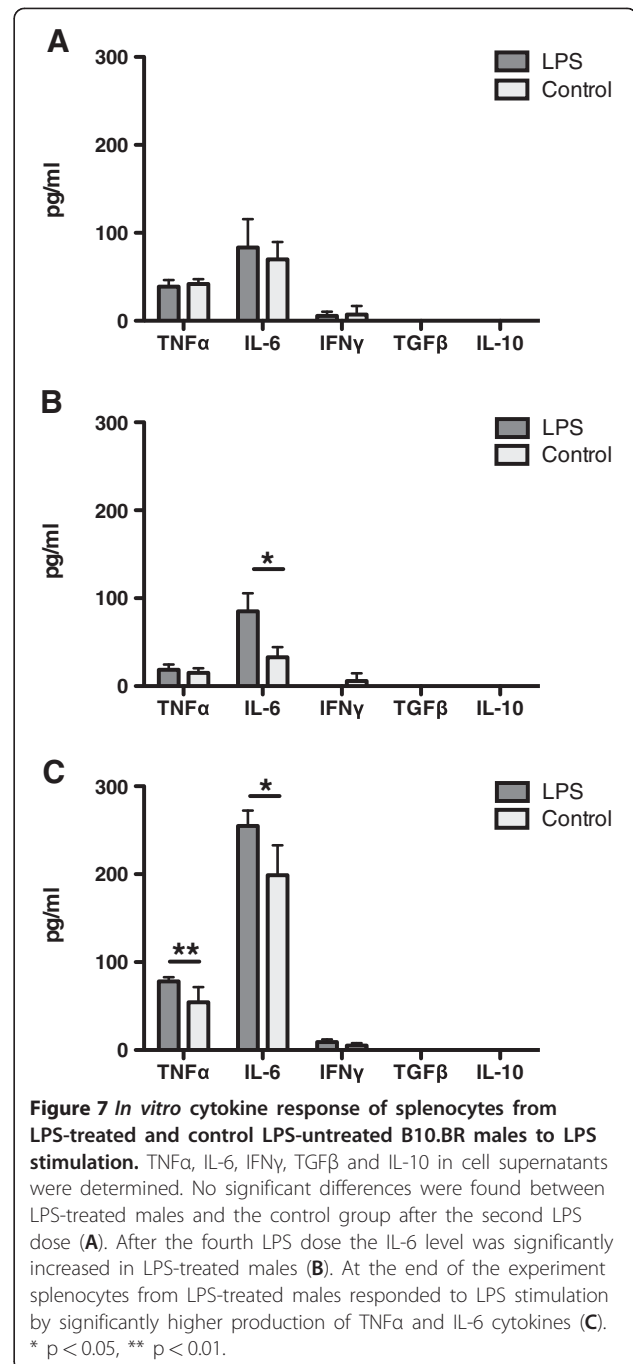 A
300
200
100
0
pg/ml
LPS
Control
TNFα IL-6 IFNγ TGFβ IL-10
B
300
200
100
0
pg/ml
LPS
Control
*
TNFα IL-6 IFNγ TGFβ IL-10
C
300
200
100
0
pg/ml
LPS
Control
*
**
TNFα IL-6 IFNγ TGFβ IL-10
Figure 7 In vitro cytokine response of splenocytes from
LPS-treated and control LPS-untreated B10.BR males to LPS
stimulation. TNFα, IL-6, IFNγ, TGFβ and IL-10 in cell supernatants
were determined. No significant differences were found between
LPS-treated males and the control group after the second LPS
dose (A). After the fourth LPS dose the IL-6 level was significantly
increased in LPS-treated males (B). At the end of the experiment
splenocytes from LPS-treated males responded to LPS stimulation
by significantly higher production of TNFα and IL-6 cytokines (C).
* p < 0.05, ** p < 0.01.